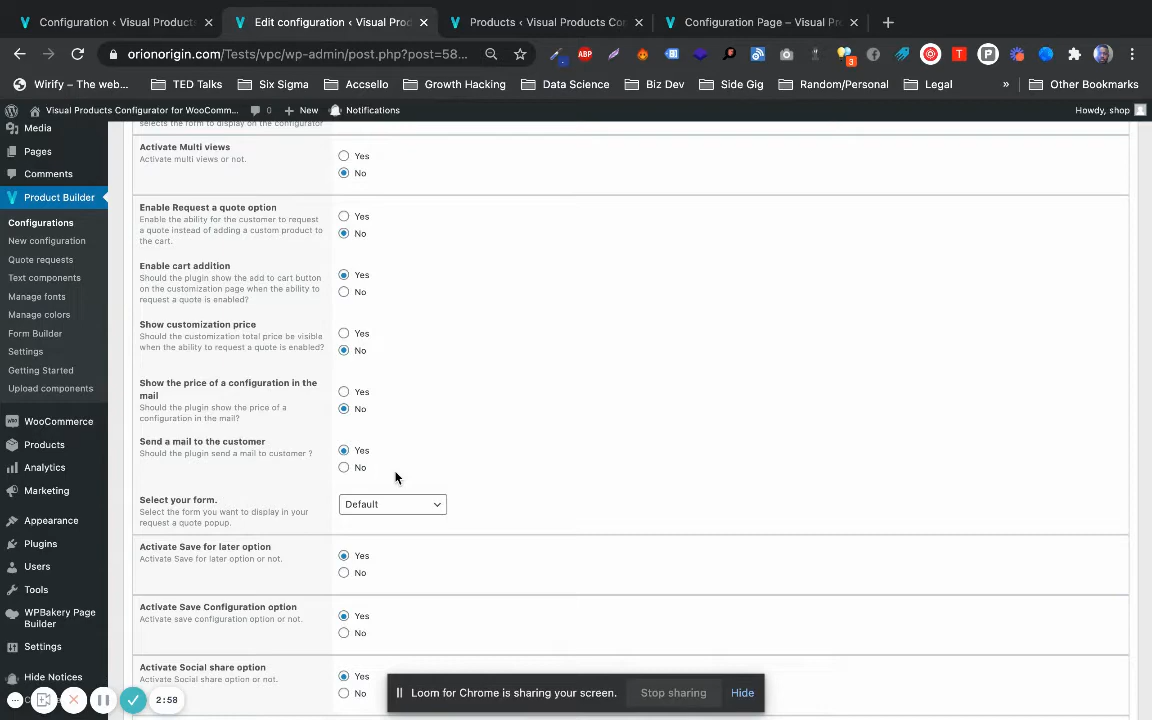 Configuration ‹ Visual Product
Edit configuration ‹ Visual Prod
Products ‹ Visual Products Con
Configuration Page – Visual Pr
orionorigin.com/Tests/vpc/wp-admin/post.php?post=58...
ABP
3
T
P
Wirify – The web...
TED Talks
Six Sigma
Accsello
Growth Hacking
Data Science
Biz Dev
Side Gig
Random/Personal
Legal
»
Other Bookmarks
Visual Products Configurator for WooComm...
0
New
Notifications
Howdy, shop
Media
Pages
Comments
Product Builder
Configurations
New configuration
Quote requests
Text components
Manage fonts
Manage colors
Form Builder
Settings
Getting Started
Upload components
WooCommerce
Products
Analytics
Marketing
Appearance
Plugins
Users
Tools
WPBakery Page
Builder
Settings
Hide Notices
selects the form to display on the configurator
Activate Multi views
Activate multi views or not.
Yes
No
Enable Request a quote option
Enable the ability for the customer to request
a quote instead of adding a custom product to
the cart.
Yes
No
Enable cart addition
Should the plugin show the add to cart button
on the customization page when the ability to
request a quote is enabled?
Yes
No
Show customization price
Should the customization total price be visible
when the ability to request a quote is enabled?
Yes
No
Show the price of a configuration in the
mail
Should the plugin show the price of a
configuration in the mail?
Yes
No
Send a mail to the customer
Should the plugin send a mail to customer ?
Yes
No
Select your form.
Select the form you want to display in your
request a quote popup.
Default
Activate Save for later option
Activate Save for later option or not.
Yes
No
Activate Save Configuration option
Activate save configuration option or not.
Yes
No
Activate Social share option
Activate Share option or not.
Yes
No
2:58
Loom for Chrome is sharing your screen.
Stop sharing
Hide